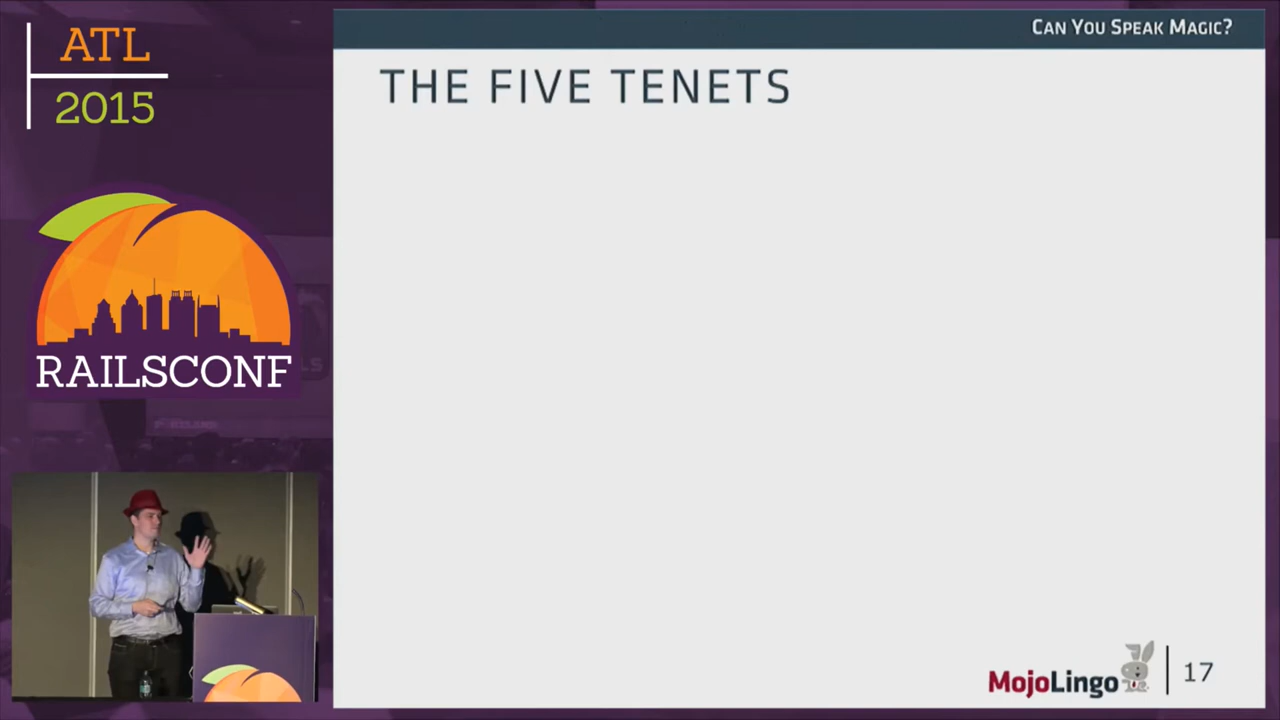 ATL
2015
RAILSCONF
CAN YOU SPEAK MAGIC?
THE FIVE TENETS
MojoLingo
17